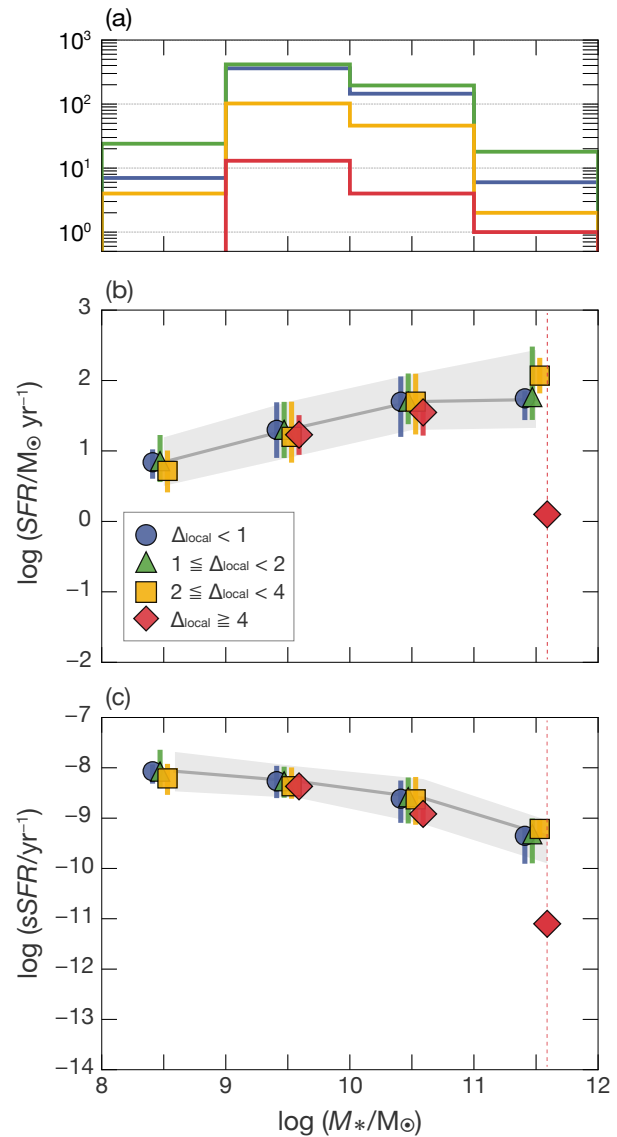 (a)
10³
10²
10¹
10⁰
(b)
3
2
1
0
−1
−2
log (SFR/M⊙ yr⁻¹)
Δlocal < 1
1 ≦ Δlocal < 2
2 ≦ Δlocal < 4
Δlocal ≧ 4
(c)
−7
−8
−9
−10
−11
−12
−13
−14
log (sSFR/yr⁻¹)
8 9 10 11 12
log (M*/M⊙)